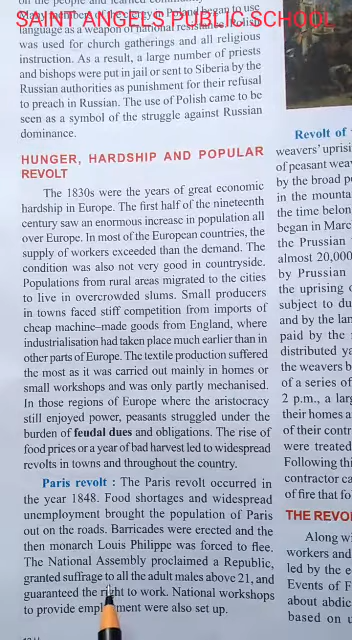 on the people and
SAINT ANGELS PUBLIC SCHOOL
Many members of the clergy in Poland began to use
language as a weapon of national resistance. Polish
was used for church gatherings and all religious
instruction. As a result, a large number of priests
and bishops were put in jail or sent to Siberia by the
Russian authorities as punishment for their refusal
to preach in Russian. The use of Polish came to be
seen as a symbol of the struggle against Russian
dominance.
HUNGER, HARDSHIP AND POPULAR
REVOLT
The 1830s were the years of great economic
hardship in Europe. The first half of the nineteenth
century saw an enormous increase in population all
over Europe. In most of the European countries, the
supply of workers exceeded than the demand. The
condition was also not very good in countryside.
Populations from rural areas migrated to the cities
to live in overcrowded slums. Small producers
in towns faced stiff competition from imports of
cheap machine–made goods from England, where
industrialisation had taken place much earlier than in
other parts of Europe. The textile production suffered
the most as it was carried out mainly in homes or
small workshops and was only partly mechanised.
In those regions of Europe where the aristocracy
still enjoyed power, peasants struggled under the
burden of feudal dues and obligations. The rise of
food prices or a year of bad harvest led to widespread
revolts in towns and throughout the country.
Paris revolt : The Paris revolt occurred in
the year 1848. Food shortages and widespread
unemployment brought the population of Paris
out on the roads. Barricades were erected and the
then monarch Louis Philippe was forced to flee.
The National Assembly proclaimed a Republic,
granted suffrage to all the adult males above 21, and
guaranteed the right to work. National workshops
to provide employment were also set up.
Revolt of
weavers' upris
of peasant wea
by the broad p
in the mounta
the time belon
began in Marc
the Prussian
almost 20,000
by Prussian
the uprising o
subject to du
and by the lan
paid by the
distributed ya
the weavers b
of a series of
2 p.m., a larg
their homes a
of their contr
were treated
Following thi
contractor ca
of fire that fo
THE REVO
Along wi
workers and
led by the e
Events of F
about abdic
based on u